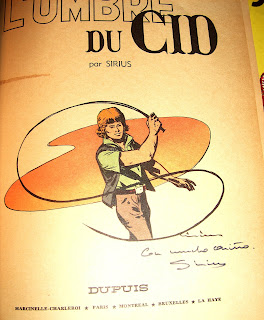 L'OMBRE
DU CID
par SIRIUS
Con mucho cariño
Sirius
DUPUIS
MARCINELLE-CHARLEROI ★ PARIS ★ MONTREAL ★ BRUXELLES ★ LA HAYE